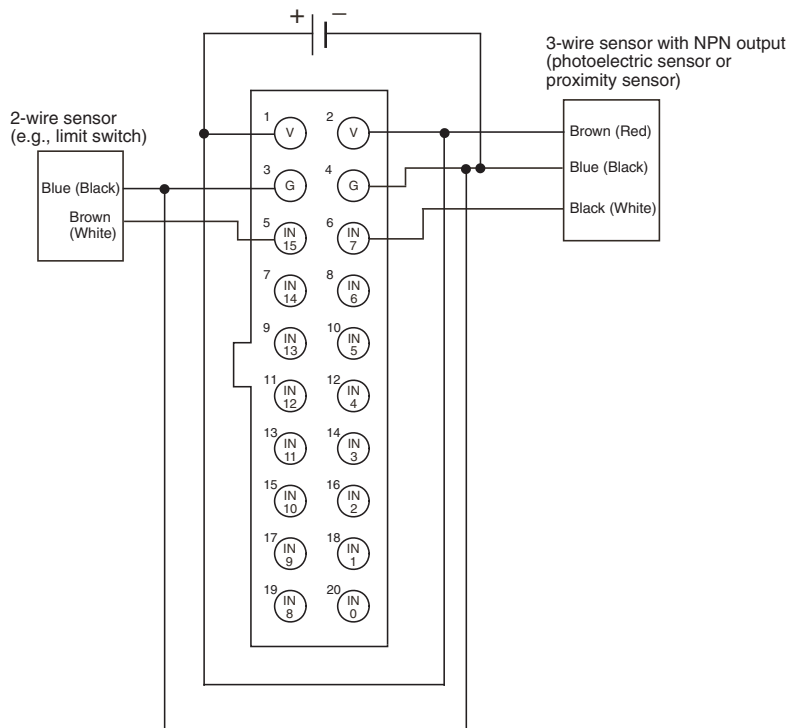 + −
3-wire sensor with NPN output
(photoelectric sensor or
proximity sensor)
2-wire sensor
(e.g., limit switch)
Blue (Black)
Brown
(White)
1 V
2 V
3 G
4 G
5 IN 15
6 IN 7
7 IN 14
8 IN 6
9 IN 13
10 IN 5
11 IN 12
12 IN 4
13 IN 11
14 IN 3
15 IN 10
16 IN 2
17 IN 9
18 IN 1
19 IN 8
20 IN 0
Brown (Red)
Blue (Black)
Black (White)